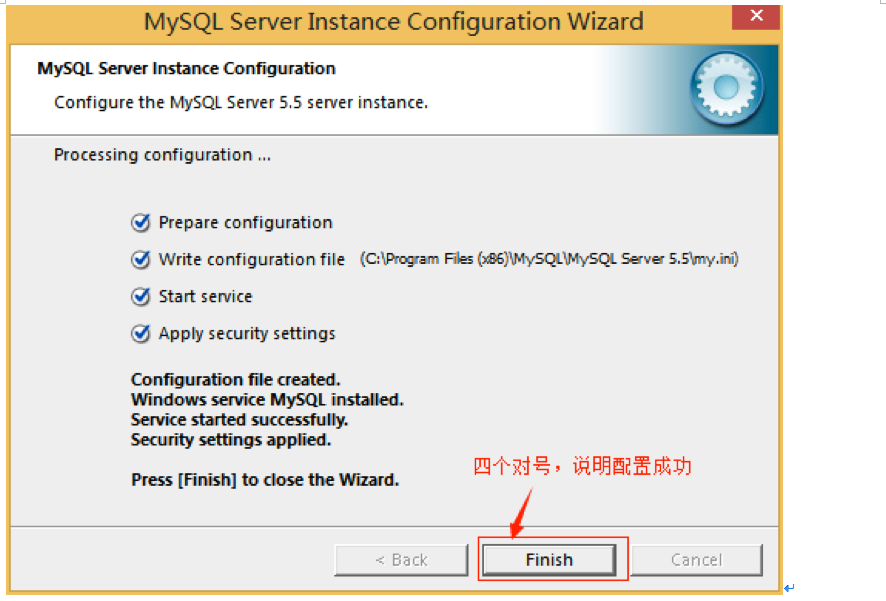 MySQL Server Instance Configuration Wizard
MySQL Server Instance Configuration
Configure the MySQL Server 5.5 server instance.
Processing configuration ...
Prepare configuration
Write configuration file (C:\Program Files (x86)\MySQL\MySQL Server 5.5\my.ini)
Start service
Apply security settings
Configuration file created.
Windows service MySQL installed.
Service started successfully.
Security settings applied.
Press [Finish] to close the Wizard.
四个对号，说明配置成功
< Back
Finish
Cancel